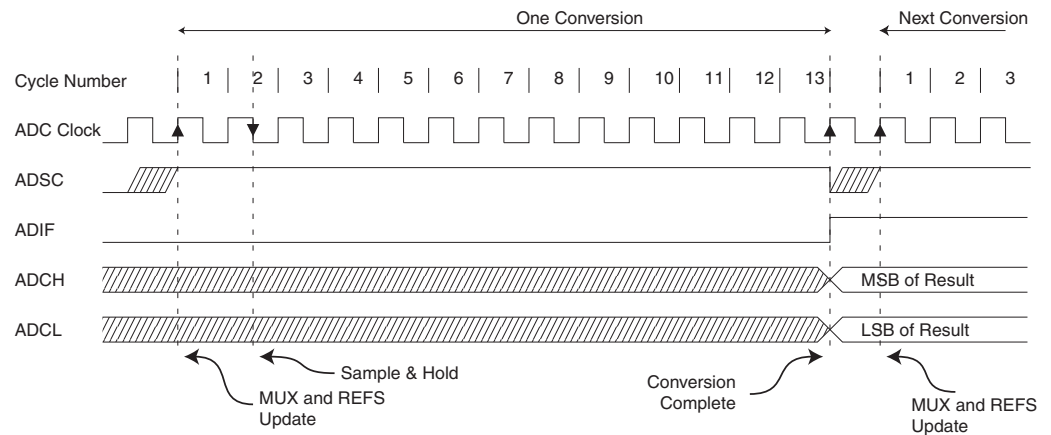 One Conversion
Next Conversion
Cycle Number 1 2 3 4 5 6 7 8 9 10 11 12 13 1 2 3
ADC Clock
ADSC
ADIF
ADCH MSB of Result
ADCL LSB of Result
Sample & Hold
MUX and REFS
Update
Conversion
Complete
MUX and REFS
Update